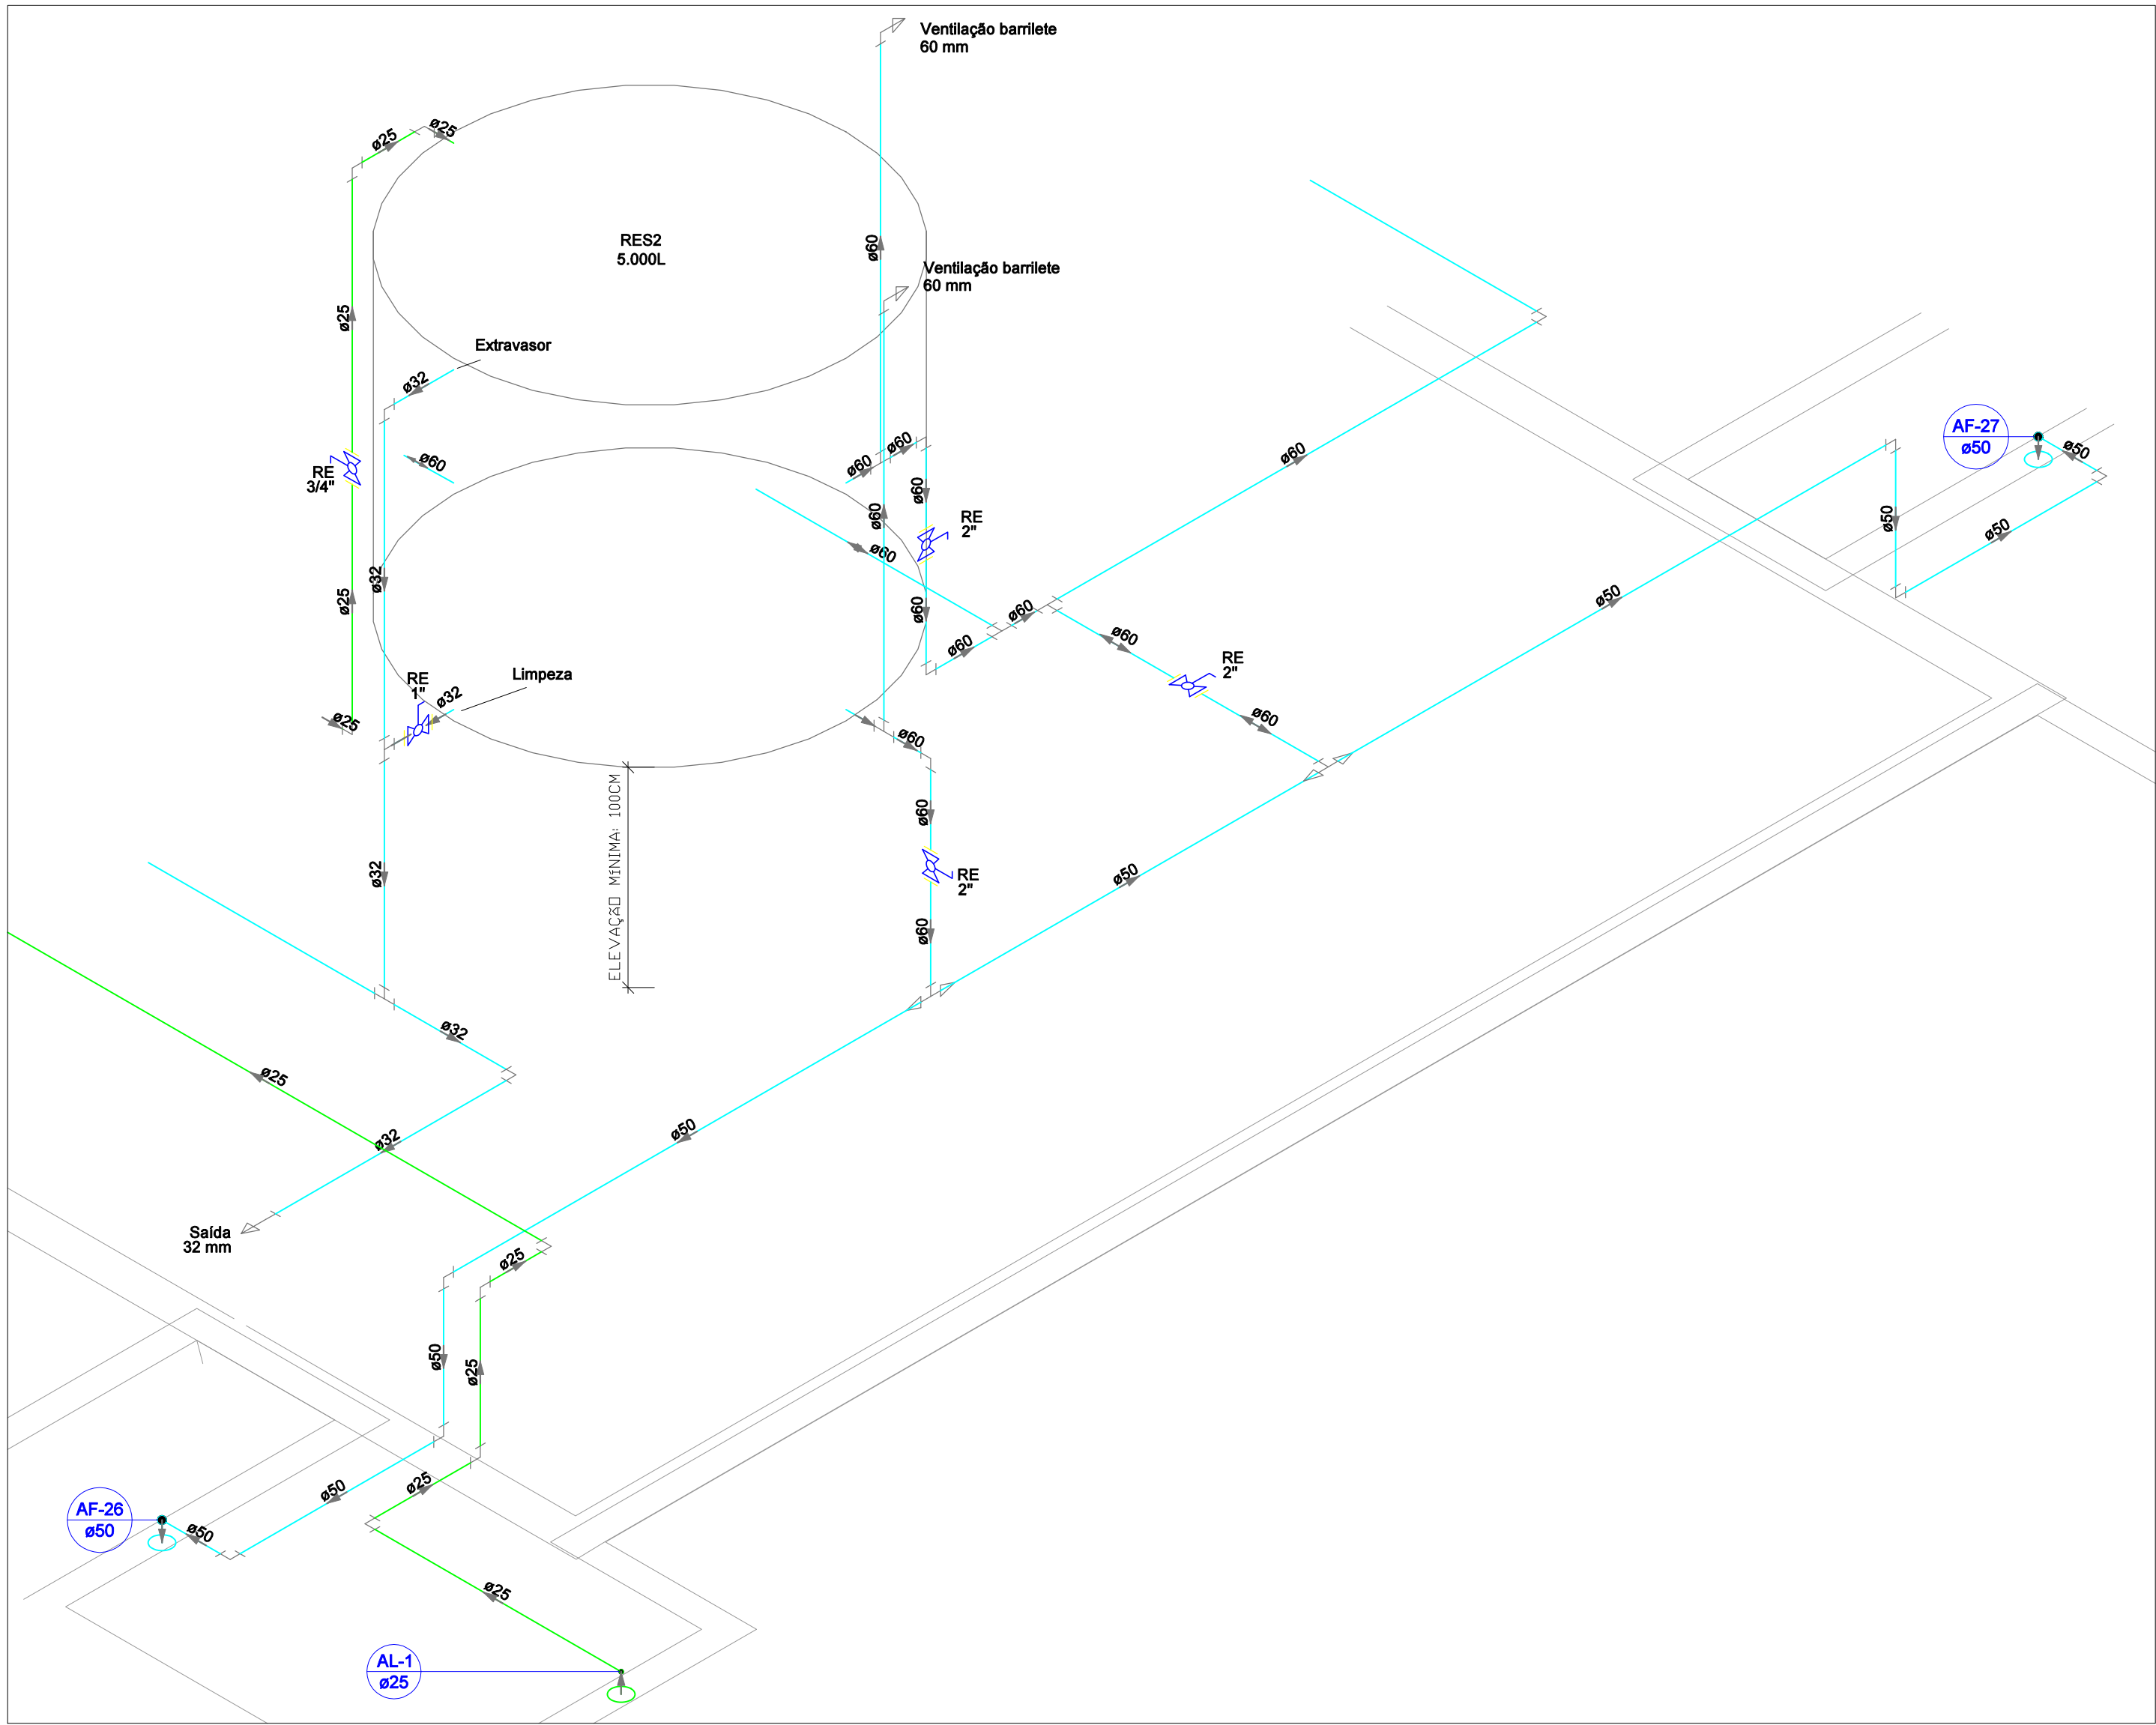 Ventilação barrilete
60 mm
ø25
ø25
RES2
5.000L
ø60
Ventilação barrilete
60 mm
ø25
Extravasor
ø32
AF-27
ø50
ø50
ø60
ø60
ø60
ø60
RE
3/4"
ø60
ø60
RE
2"
ø60
ø50
ø50
ø32
ø25
ø60
ø60
ø60
ø60
ø50
RE
2"
Limpeza
RE
1"
ø32
ø25
ø60
ø60
ELEVAÇÃO MÍNIMA: 100CM
ø60
RE
2"
ø32
ø50
ø60
ø32
ø25
ø50
ø32
Saída
32 mm
ø25
ø50
ø25
ø25
ø50
AF-26
ø50
ø50
ø25
AL-1
ø25